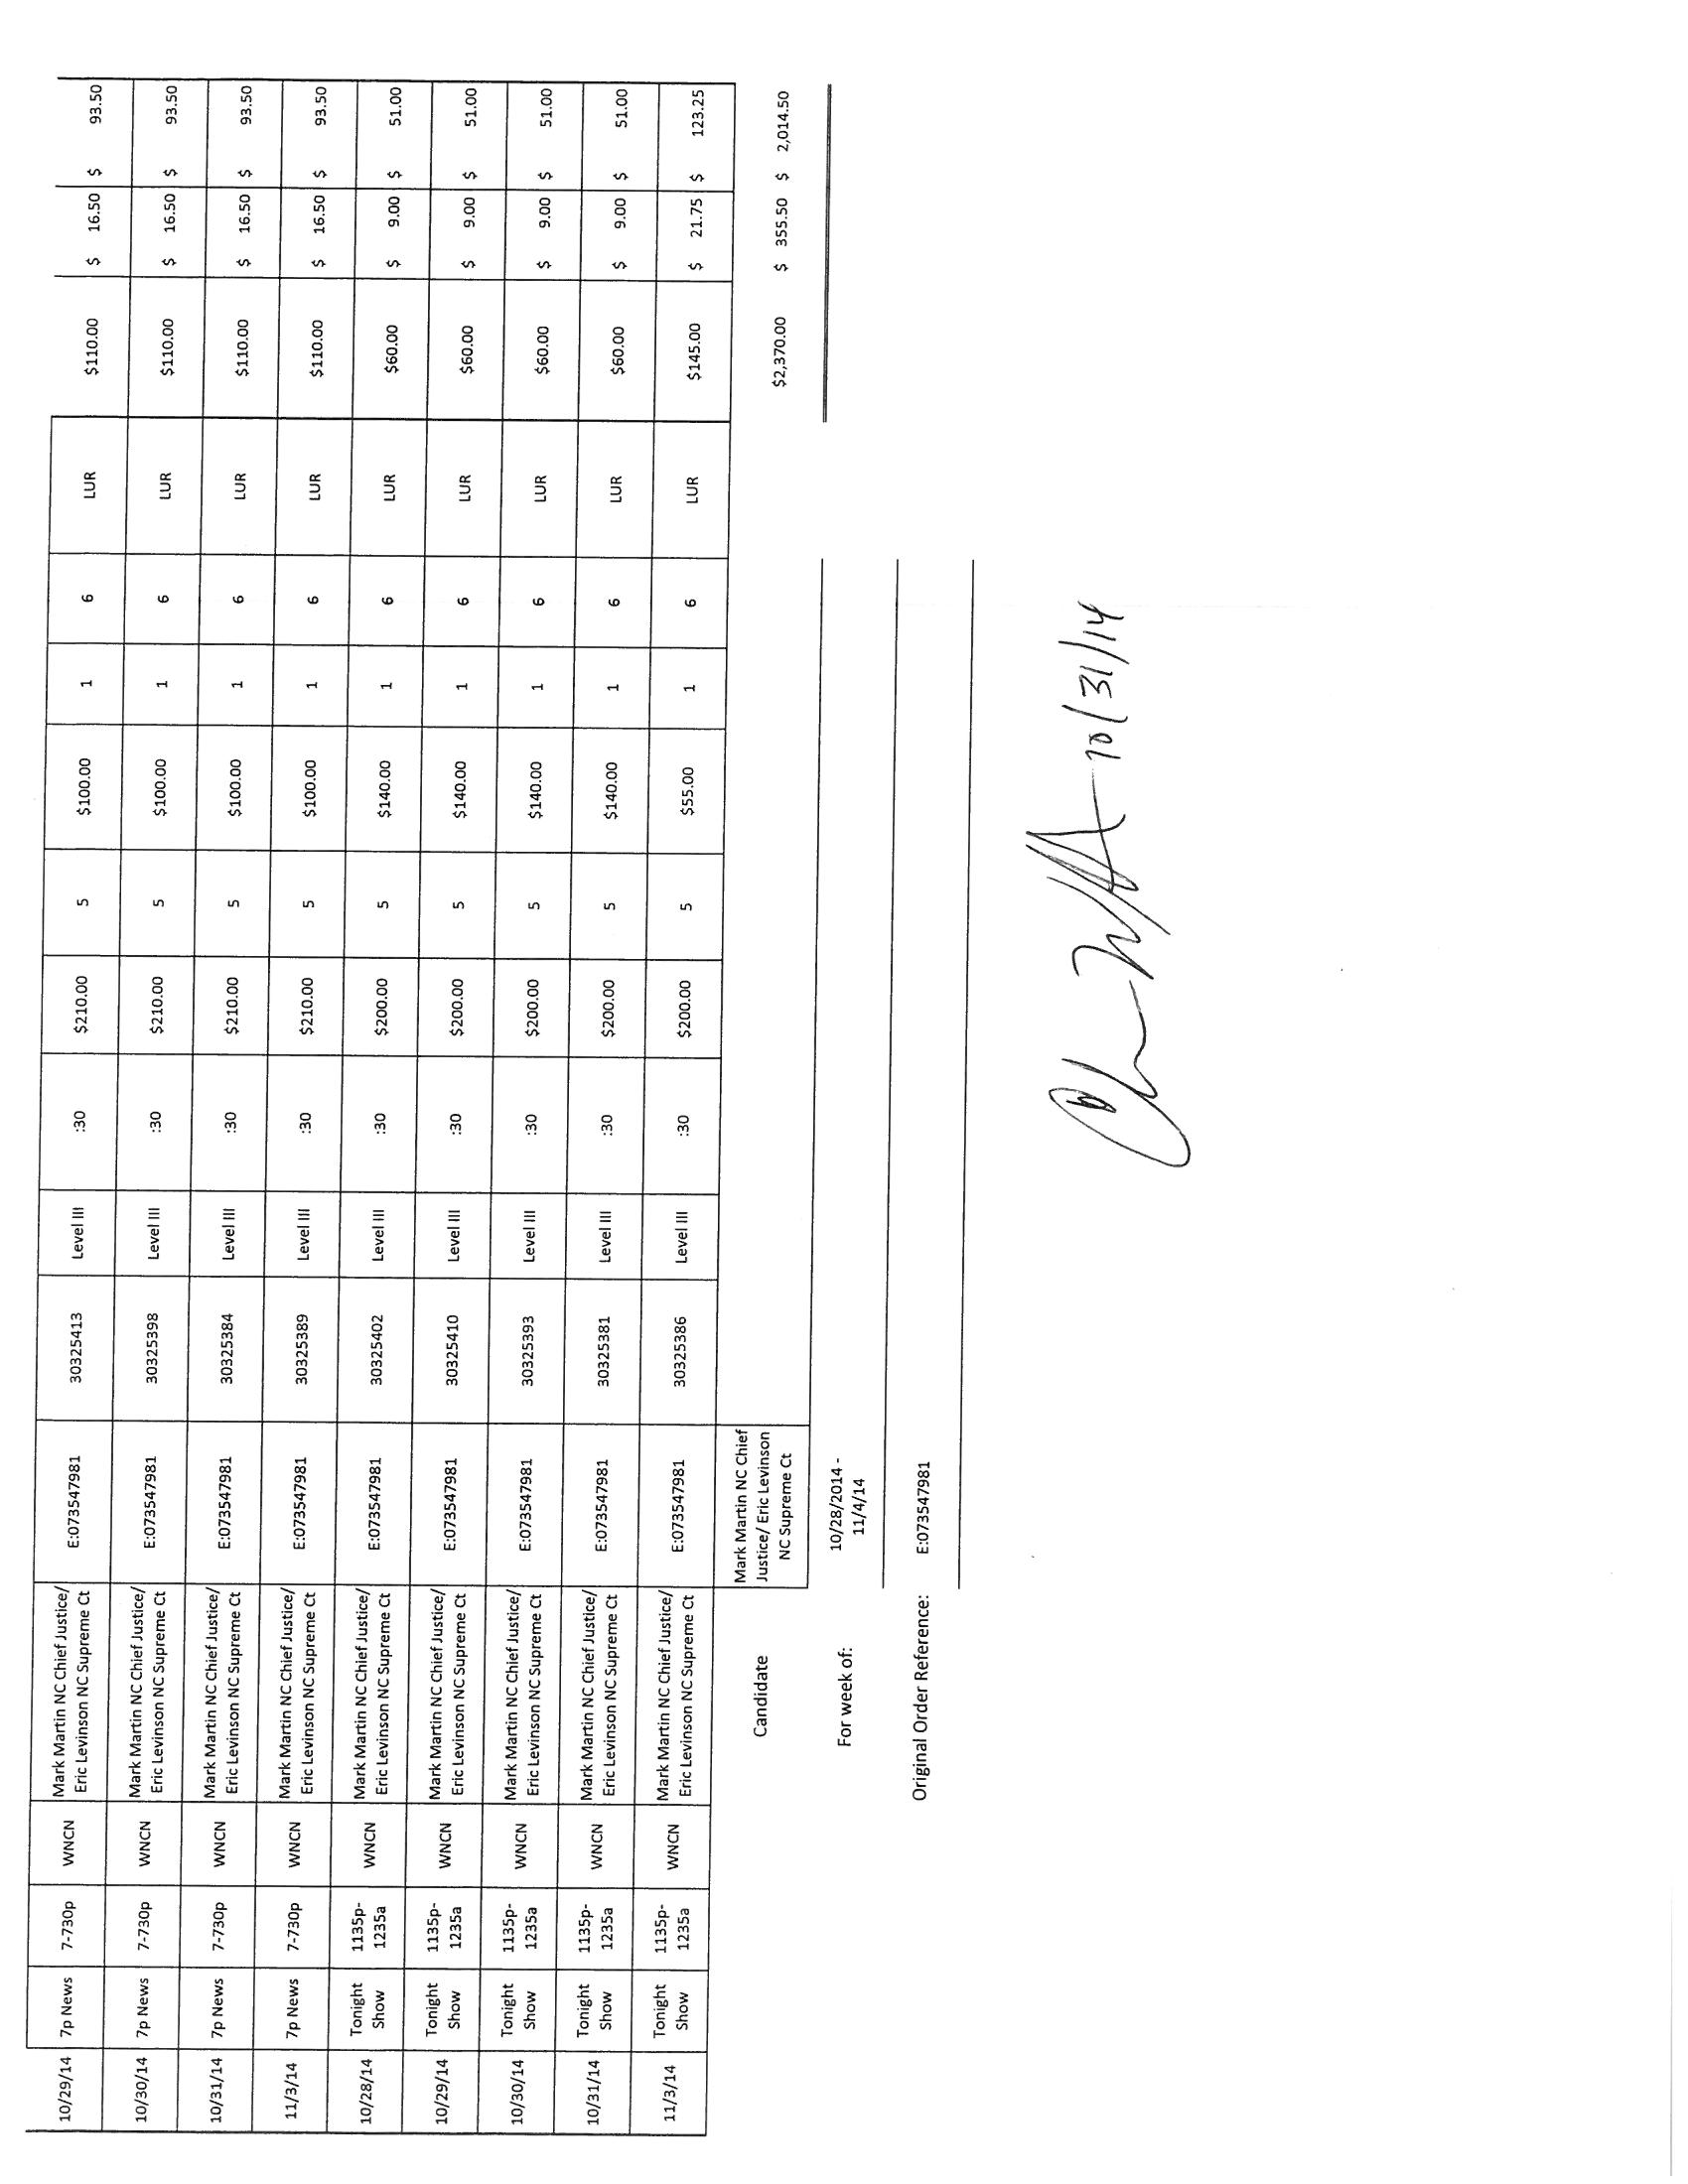 10/29/14 7p News 7-730p WNCN Mark Martin NC Chief Justice/ Eric Levinson NC Supreme Ct E:073547981 30325413 Level III :30 $210.00 5 $100.00 1 6 LUR $110.00 $ 16.50 $ 93.50
10/30/14 7p News 7-730p WNCN Mark Martin NC Chief Justice/ Eric Levinson NC Supreme Ct E:073547981 30325398 Level III :30 $210.00 5 $100.00 1 6 LUR $110.00 $ 16.50 $ 93.50
10/31/14 7p News 7-730p WNCN Mark Martin NC Chief Justice/ Eric Levinson NC Supreme Ct E:073547981 30325384 Level III :30 $210.00 5 $100.00 1 6 LUR $110.00 $ 16.50 $ 93.50
11/3/14 7p News 7-730p WNCN Mark Martin NC Chief Justice/ Eric Levinson NC Supreme Ct E:073547981 30325389 Level III :30 $210.00 5 $100.00 1 6 LUR $110.00 $ 16.50 $ 93.50
10/28/14 Tonight Show 1135p-1235a WNCN Mark Martin NC Chief Justice/ Eric Levinson NC Supreme Ct E:073547981 30325402 Level III :30 $200.00 5 $140.00 1 6 LUR $60.00 $ 9.00 $ 51.00
10/29/14 Tonight Show 1135p-1235a WNCN Mark Martin NC Chief Justice/ Eric Levinson NC Supreme Ct E:073547981 30325410 Level III :30 $200.00 5 $140.00 1 6 LUR $60.00 $ 9.00 $ 51.00
10/30/14 Tonight Show 1135p-1235a WNCN Mark Martin NC Chief Justice/ Eric Levinson NC Supreme Ct E:073547981 30325393 Level III :30 $200.00 5 $140.00 1 6 LUR $60.00 $ 9.00 $ 51.00
10/31/14 Tonight Show 1135p-1235a WNCN Mark Martin NC Chief Justice/ Eric Levinson NC Supreme Ct E:073547981 30325381 Level III :30 $200.00 5 $140.00 1 6 LUR $60.00 $ 9.00 $ 51.00
11/3/14 Tonight Show 1135p-1235a WNCN Mark Martin NC Chief Justice/ Eric Levinson NC Supreme Ct E:073547981 30325386 Level III :30 $200.00 5 $55.00 1 6 LUR $145.00 $ 21.75 $ 123.25
Candidate Mark Martin NC Chief Justice/ Eric Levinson NC Supreme Ct $2,370.00 $ 355.50 $ 2,014.50
For week of: 10/28/2014 - 11/4/14
Original Order Reference: E:073547981
10/31/14